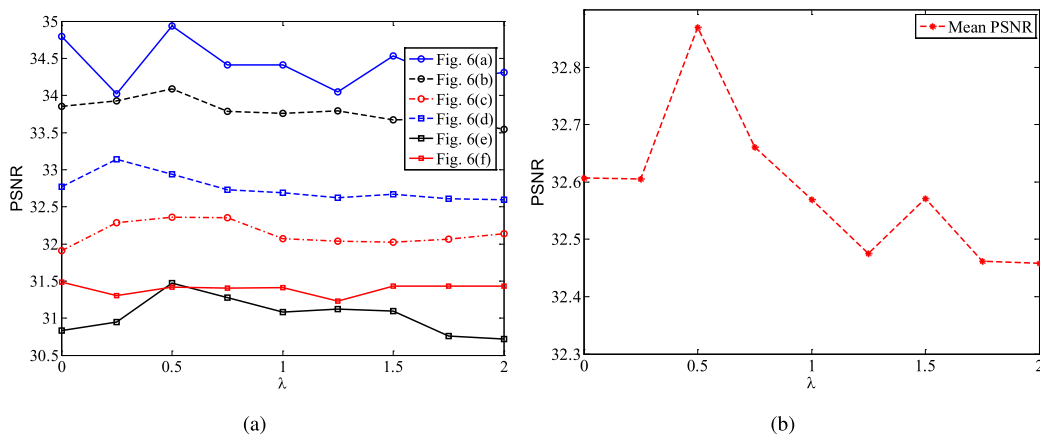 35
34.5
34
33.5
33
32.5
32
31.5
31
30.5
PSNR
0
0.5
1
1.5
2
λ
Fig. 6(a)
Fig. 6(b)
Fig. 6(c)
Fig. 6(d)
Fig. 6(e)
Fig. 6(f)
(a)
32.8
32.7
32.6
32.5
32.4
32.3
PSNR
0
0.5
1
1.5
2
λ
Mean PSNR
(b)